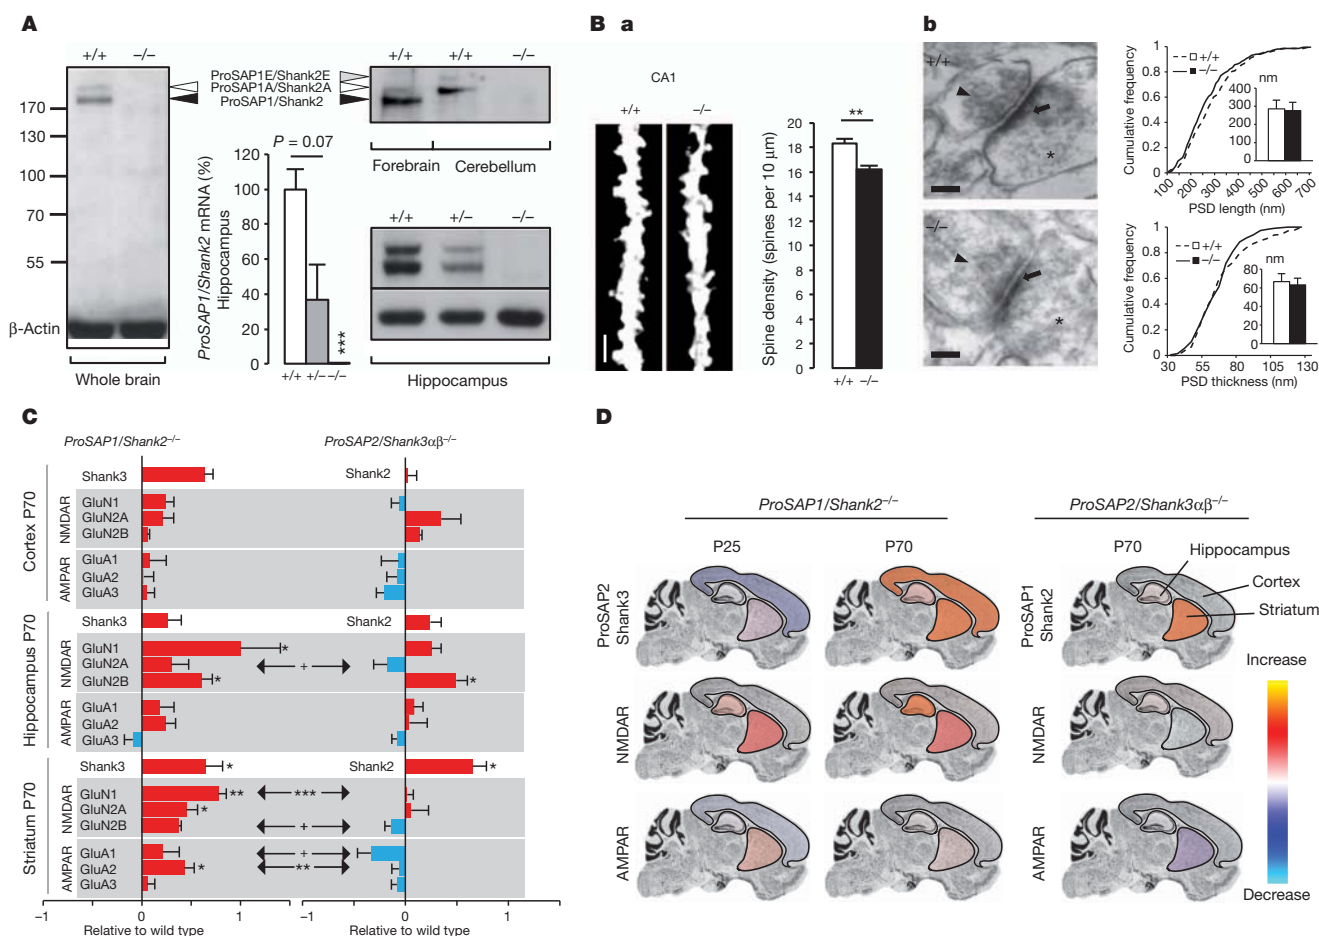 A
+/+ –/–
170
130
100
70
55
β-Actin
Whole brain
ProSAP1E/Shank2E
ProSAP1A/Shank2A
ProSAP1/Shank2
+/+ +/+ –/–
Forebrain Cerebellum
P = 0.07
ProSAP1/Shank2 mRNA (%)
Hippocampus
120
100
80
60
40
20
0
***
+/+ +/– –/–
+/+ +/– –/–
Hippocampus
B a
CA1
+/+ –/–
Spine density (spines per 10 μm)
20
18
16
14
12
10
8
6
4
2
0
**
+/+ –/–
b
+/+
*
–/–
*
Cumulative frequency
1
0.8
0.6
0.4
0.2
0
+/+
–/–
nm
400
300
200
100
0
100 200 300 400 500 600 700
PSD length (nm)
Cumulative frequency
1
0.8
0.6
0.4
0.2
0
+/+
–/–
nm
80
60
40
20
0
30 55 80 105 130
PSD thickness (nm)
C
ProSAP1/Shank2–/– ProSAP2/Shank3αβ–/–
Cortex P70
Shank3 Shank2
NMDAR
GluN1
GluN2A
GluN2B
AMPAR
GluA1
GluA2
GluA3
Hippocampus P70
Shank3 Shank2
NMDAR
GluN1 *
GluN2A +
GluN2B * *
AMPAR
GluA1
GluA2
GluA3
Striatum P70
Shank3 * Shank2 *
NMDAR
GluN1 ** ***
GluN2A *
GluN2B +
AMPAR
GluA1 +
GluA2 * **
GluA3
–1 0 1 –1 0 1
Relative to wild type Relative to wild type
D
ProSAP1/Shank2–/– ProSAP2/Shank3αβ–/–
P25 P70 P70
Hippocampus
Cortex
Striatum
ProSAP2
Shank3
ProSAP1
Shank2
NMDAR NMDAR
AMPAR AMPAR
Increase
Decrease